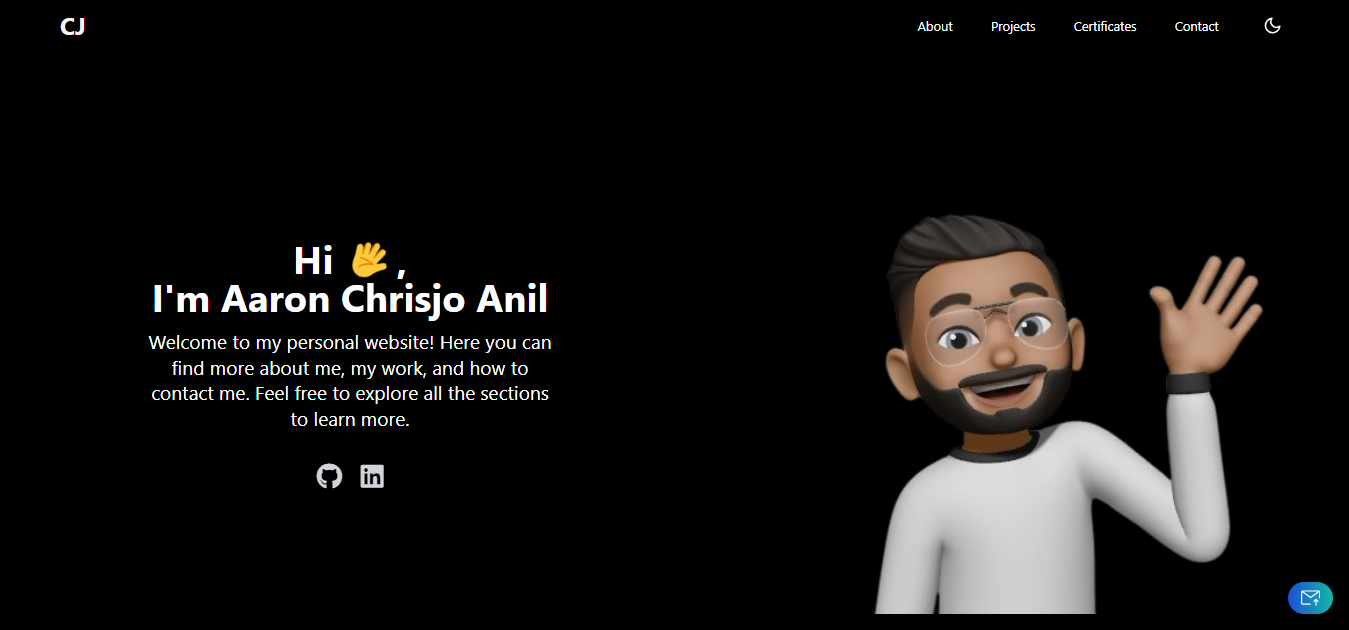 CJ
About Projects Certificates Contact
Hi 👋,
I'm Aaron Chrisjo Anil
Welcome to my personal website! Here you can
find more about me, my work, and how to
contact me. Feel free to explore all the sections
to learn more.
in